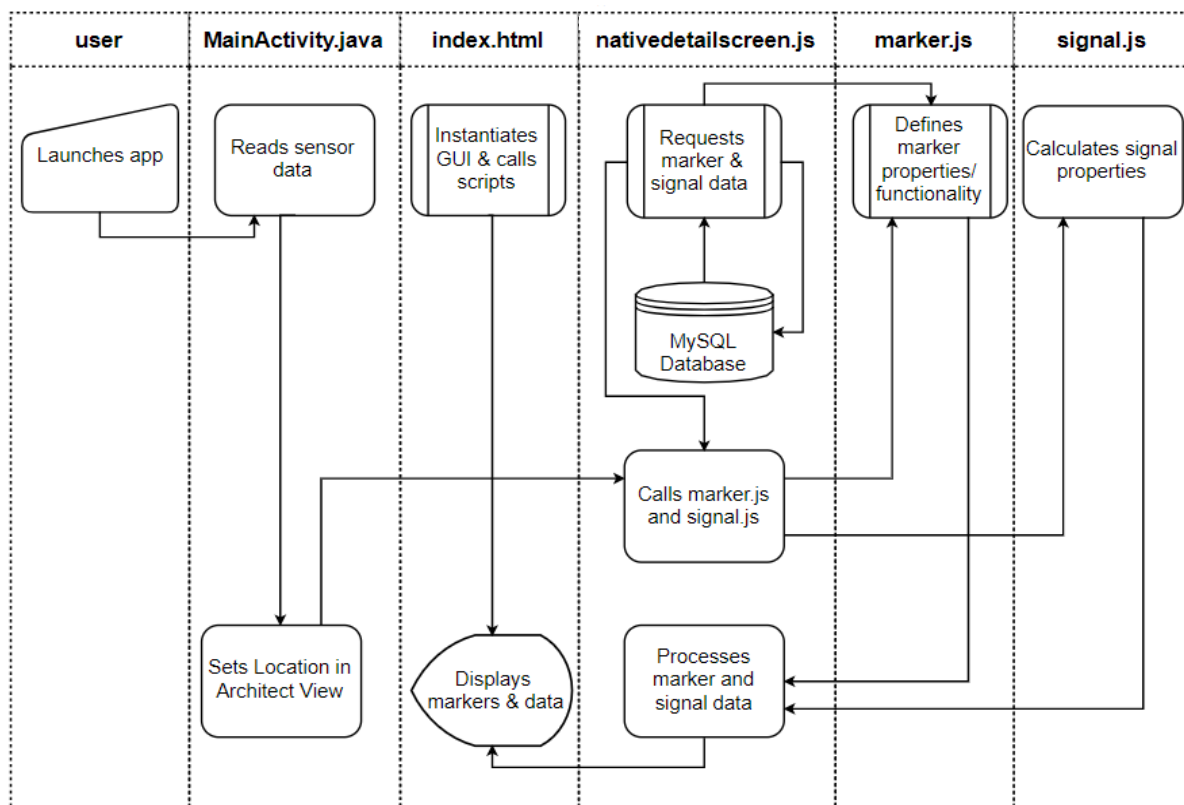 user
MainActivity.java
index.html
nativedetailscreen.js
marker.js
signal.js
Launches app
Reads sensor
data
Instantiates
GUI & calls
scripts
Requests
marker &
signal data
Defines
marker
properties/
functionality
Calculates signal
properties
MySQL
Database
Calls marker.js
and signal.js
Sets Location in
Architect View
Displays
markers & data
Processes
marker and
signal data